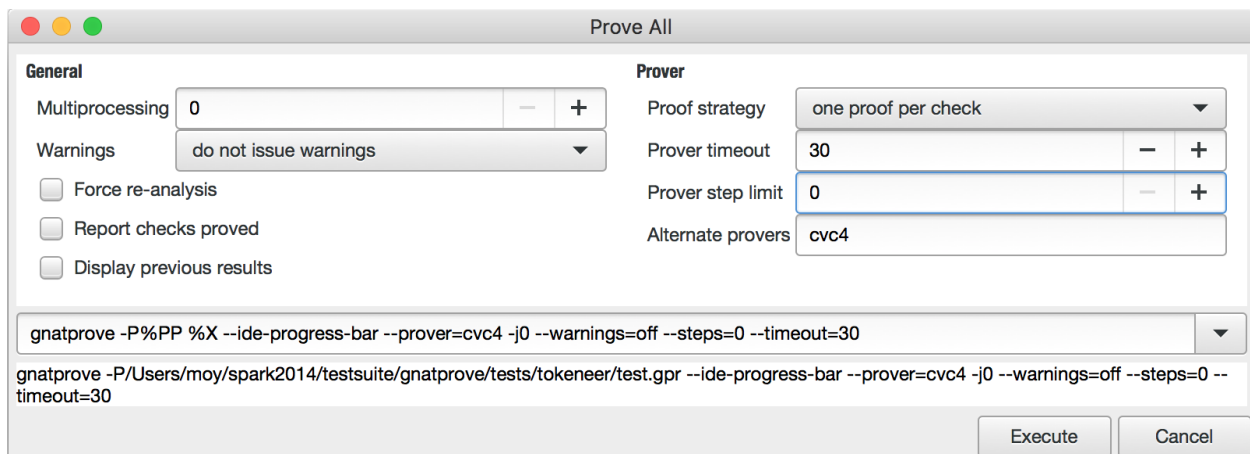 Prove All
General
Multiprocessing 0 − +
Warnings do not issue warnings
Force re-analysis
Report checks proved
Display previous results
Prover
Proof strategy one proof per check
Prover timeout 30 − +
Prover step limit 0 − +
Alternate provers cvc4
gnatprove -P%PP %X --ide-progress-bar --prover=cvc4 -j0 --warnings=off --steps=0 --timeout=30
gnatprove -P/Users/moy/spark2014/testsuite/gnatprove/tests/tokeneer/test.gpr --ide-progress-bar --prover=cvc4 -j0 --warnings=off --steps=0 --
timeout=30
Execute Cancel